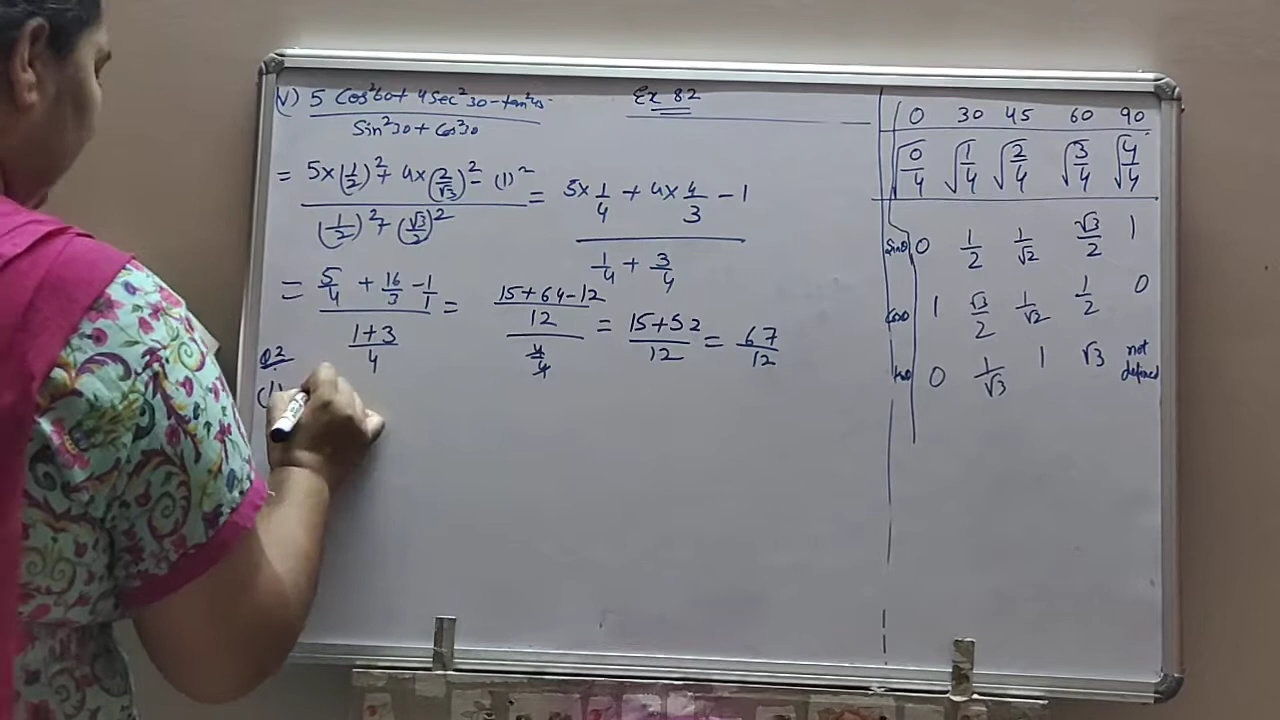 v) 5 Cos²60 + 4 Sec²30 - tan²45
Sin²30 + Cos²30
Ex 8.2
= 5×(1/2)² + 4×(2/√3)² - (1)²
(1/2)² + (√3/2)²
= 5×1/4 + 4×4/3 - 1
1/4 + 3/4
= 5/4 + 16/3 - 1/1
1+3/4
= 15+64-12/12
4/4
= 15+52/12 = 67/12
Q2
(1)
0 30 45 60 90
√0/4 √1/4 √2/4 √3/4 √4/4
Sinθ 0 1/2 1/√2 √3/2 1
Cosθ 1 √3/2 1/√2 1/2 0
tanθ 0 1/√3 1 √3 not defined